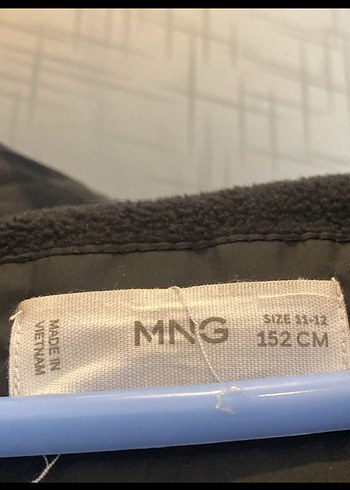 MADE IN
VIETNAM
MNG
SIZE 11-12
152 CM